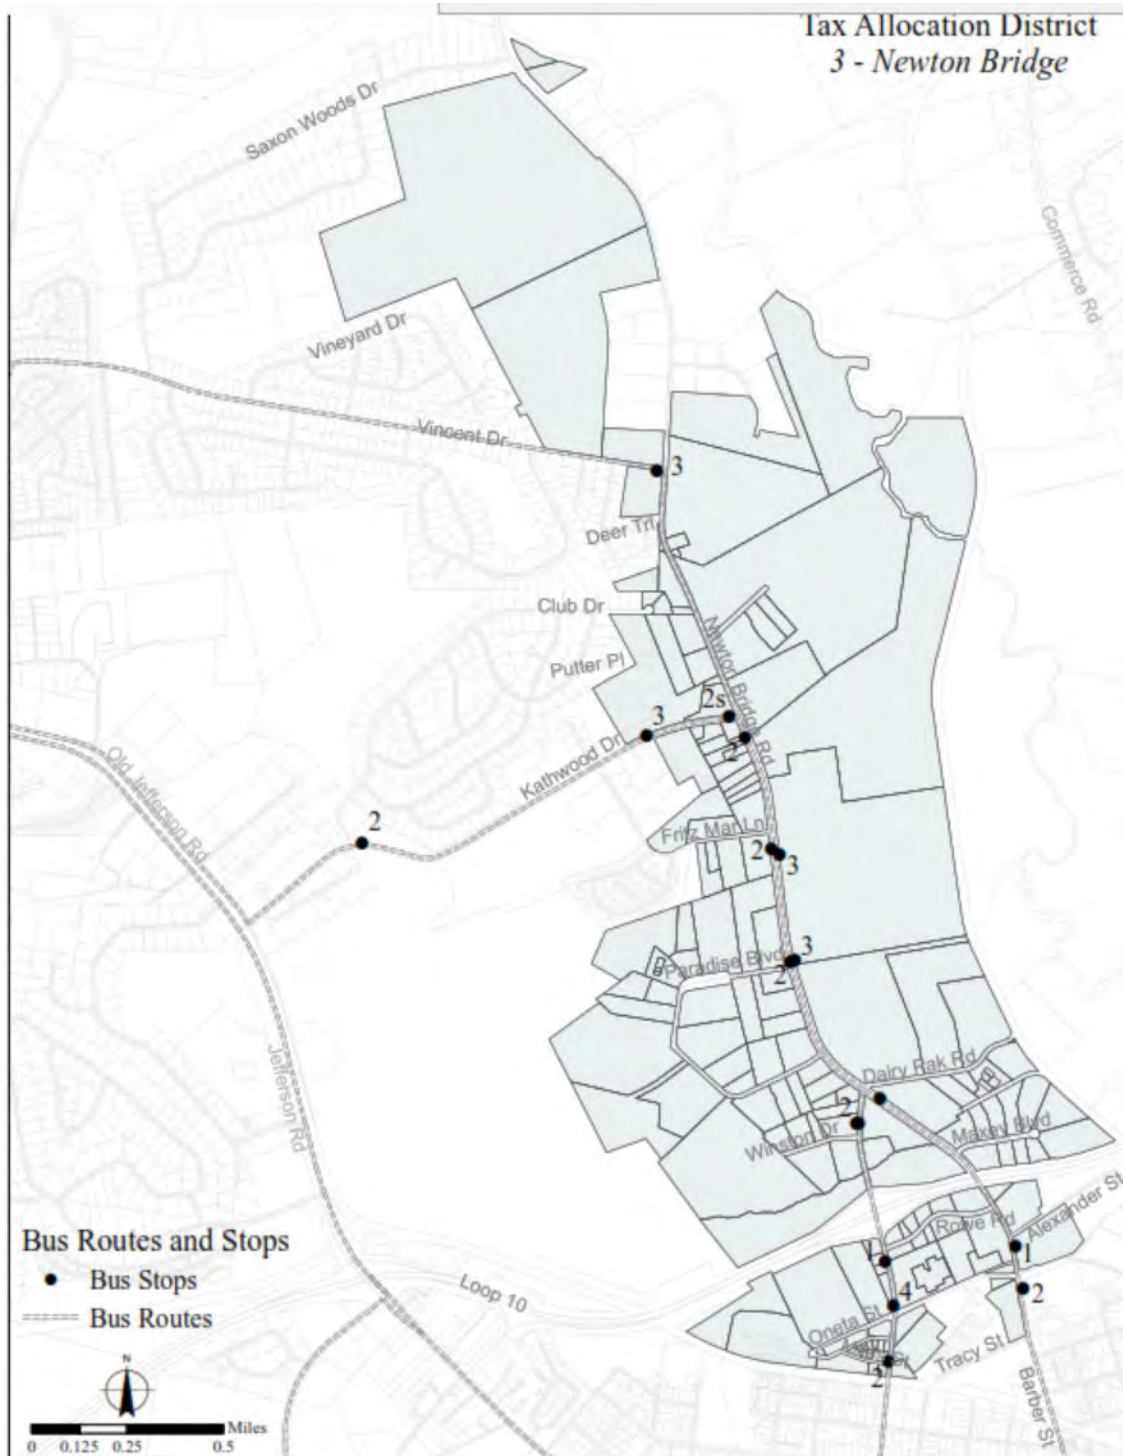 Tax Allocation District
3 - Newton Bridge
Saxon Woods Dr
Commerce Rd
Vineyard Dr
Vincent Dr
3
Deer Trl
Club Dr
Newton Bridge Rd
Putter Pl
2s
3
2
Kathwood Dr
Old Jefferson Rd
2
Fritz Mar Ln
2
3
Paradise Blvd
3
2
Jefferson Rd
Dairy Pak Rd
2
Winston Dr
Maxey Blvd
Alexander St
Rowe Rd
1
1
2
4
Oneta St
Tracy St
2
Barber St
Loop 10
Bus Routes and Stops
Bus Stops
Bus Routes
N
Miles
0 0.125 0.25 0.5